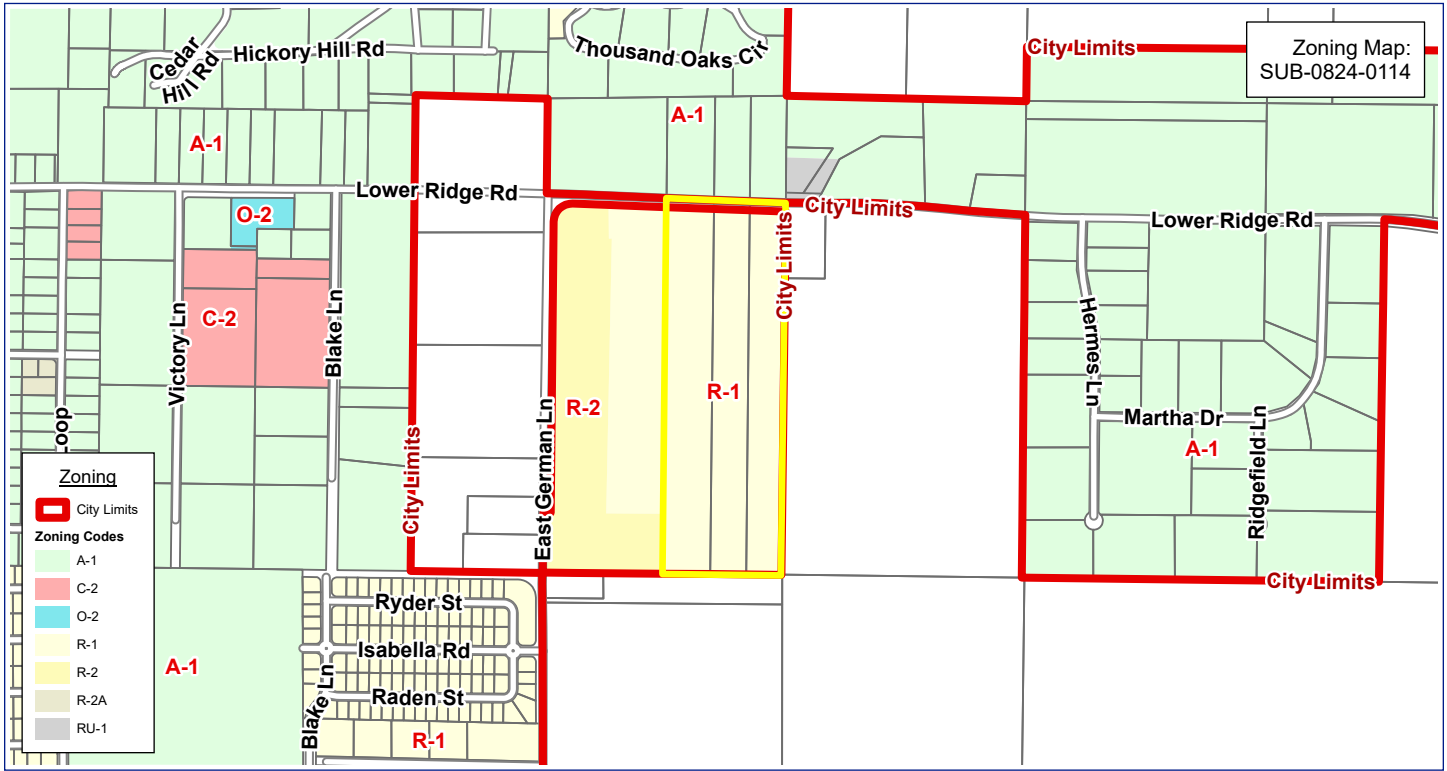 Cedar
Hill Rd
Hickory Hill Rd
Thousand Oaks Cir
City Limits
Zoning Map:
SUB-0824-0114
A-1
A-1
Lower Ridge Rd
City Limits
Lower Ridge Rd
O-2
City Limits
C-2
Victory Ln
Blake Ln
Hermes Ln
R-2
R-1
Loop
Martha Dr
A-1
City Limits
East German Ln
Ridgefield Ln
Zoning
City Limits
Zoning Codes
A-1
C-2
O-2
R-1
R-2
R-2A
RU-1
City Limits
Ryder St
Isabella Rd
A-1
Blake Ln
Raden St
R-1